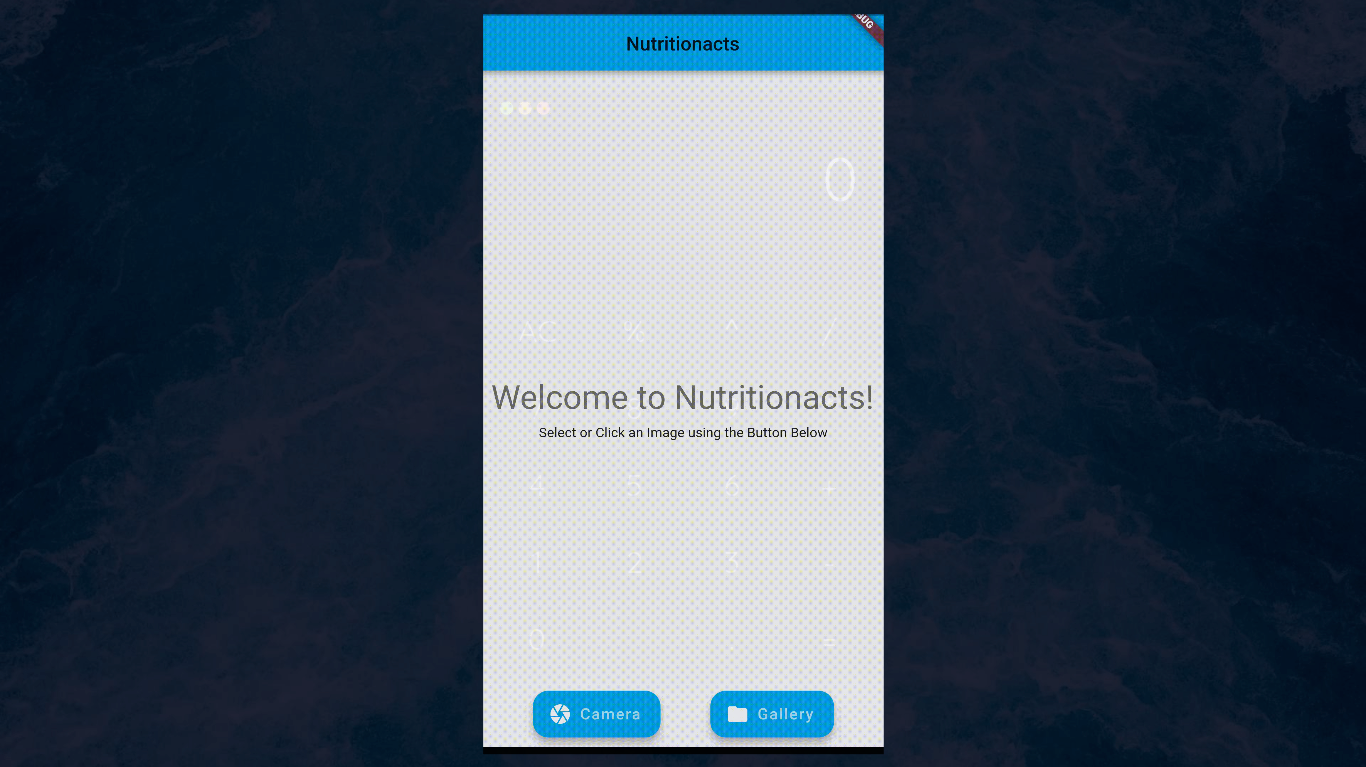 Nutritionacts
0
AC % ^ /
Welcome to Nutritionacts!
Select or Click an Image using the Button Below
4 5 6 +
1 2 3 -
0 =
Camera
Gallery